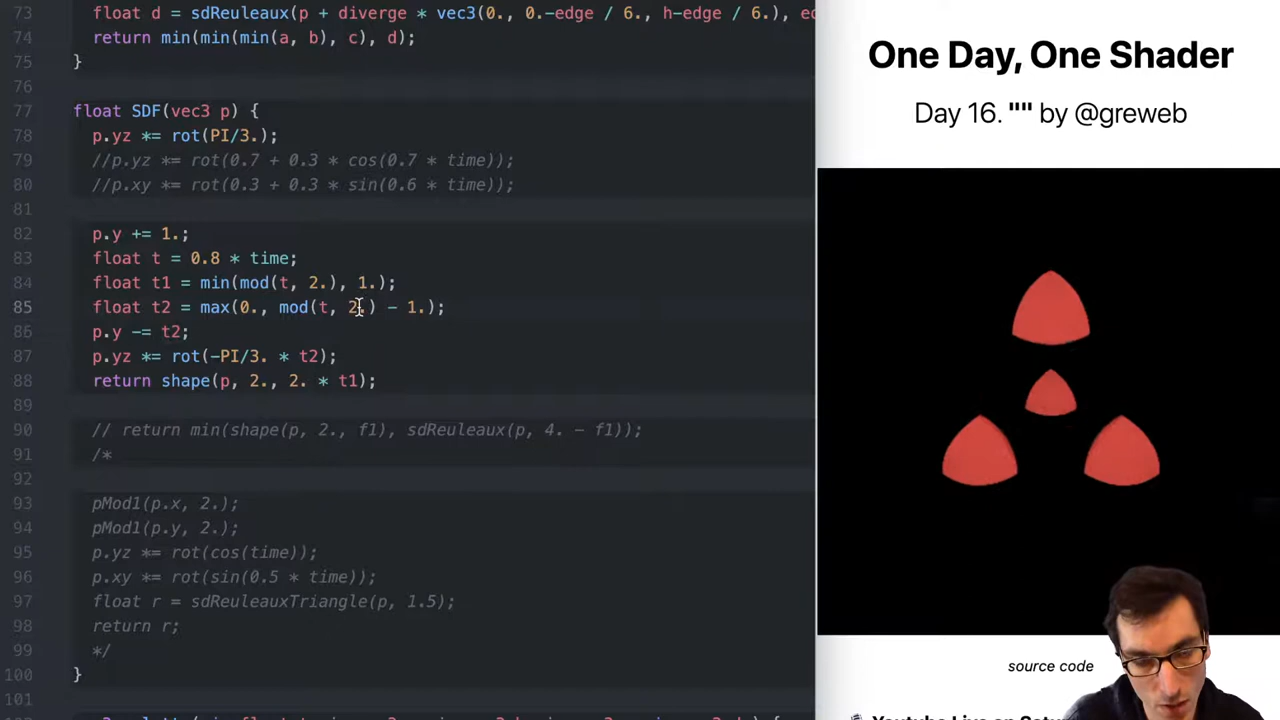 73 float d = sdReuleaux(p + diverge * vec3(0., 0.-edge / 6., h-edge / 6.), ed
74 return min(min(min(a, b), c), d);
75 }
76
77 float SDF(vec3 p) {
78 p.yz *= rot(PI/3.);
79 //p.yz *= rot(0.7 + 0.3 * cos(0.7 * time));
80 //p.xy *= rot(0.3 + 0.3 * sin(0.6 * time));
81
82 p.y += 1.;
83 float t = 0.8 * time;
84 float t1 = min(mod(t, 2.), 1.);
85 float t2 = max(0., mod(t, 2.) - 1.);
86 p.y -= t2;
87 p.yz *= rot(-PI/3. * t2);
88 return shape(p, 2., 2. * t1);
89
90 // return min(shape(p, 2., f1), sdReuleaux(p, 4. - f1));
91 /*
92
93 pMod1(p.x, 2.);
94 pMod1(p.y, 2.);
95 p.yz *= rot(cos(time));
96 p.xy *= rot(sin(0.5 * time));
97 float r = sdReuleauxTriangle(p, 1.5);
98 return r;
99 */
100 }
101
One Day, One Shader
Day 16. "" by @greweb
source code